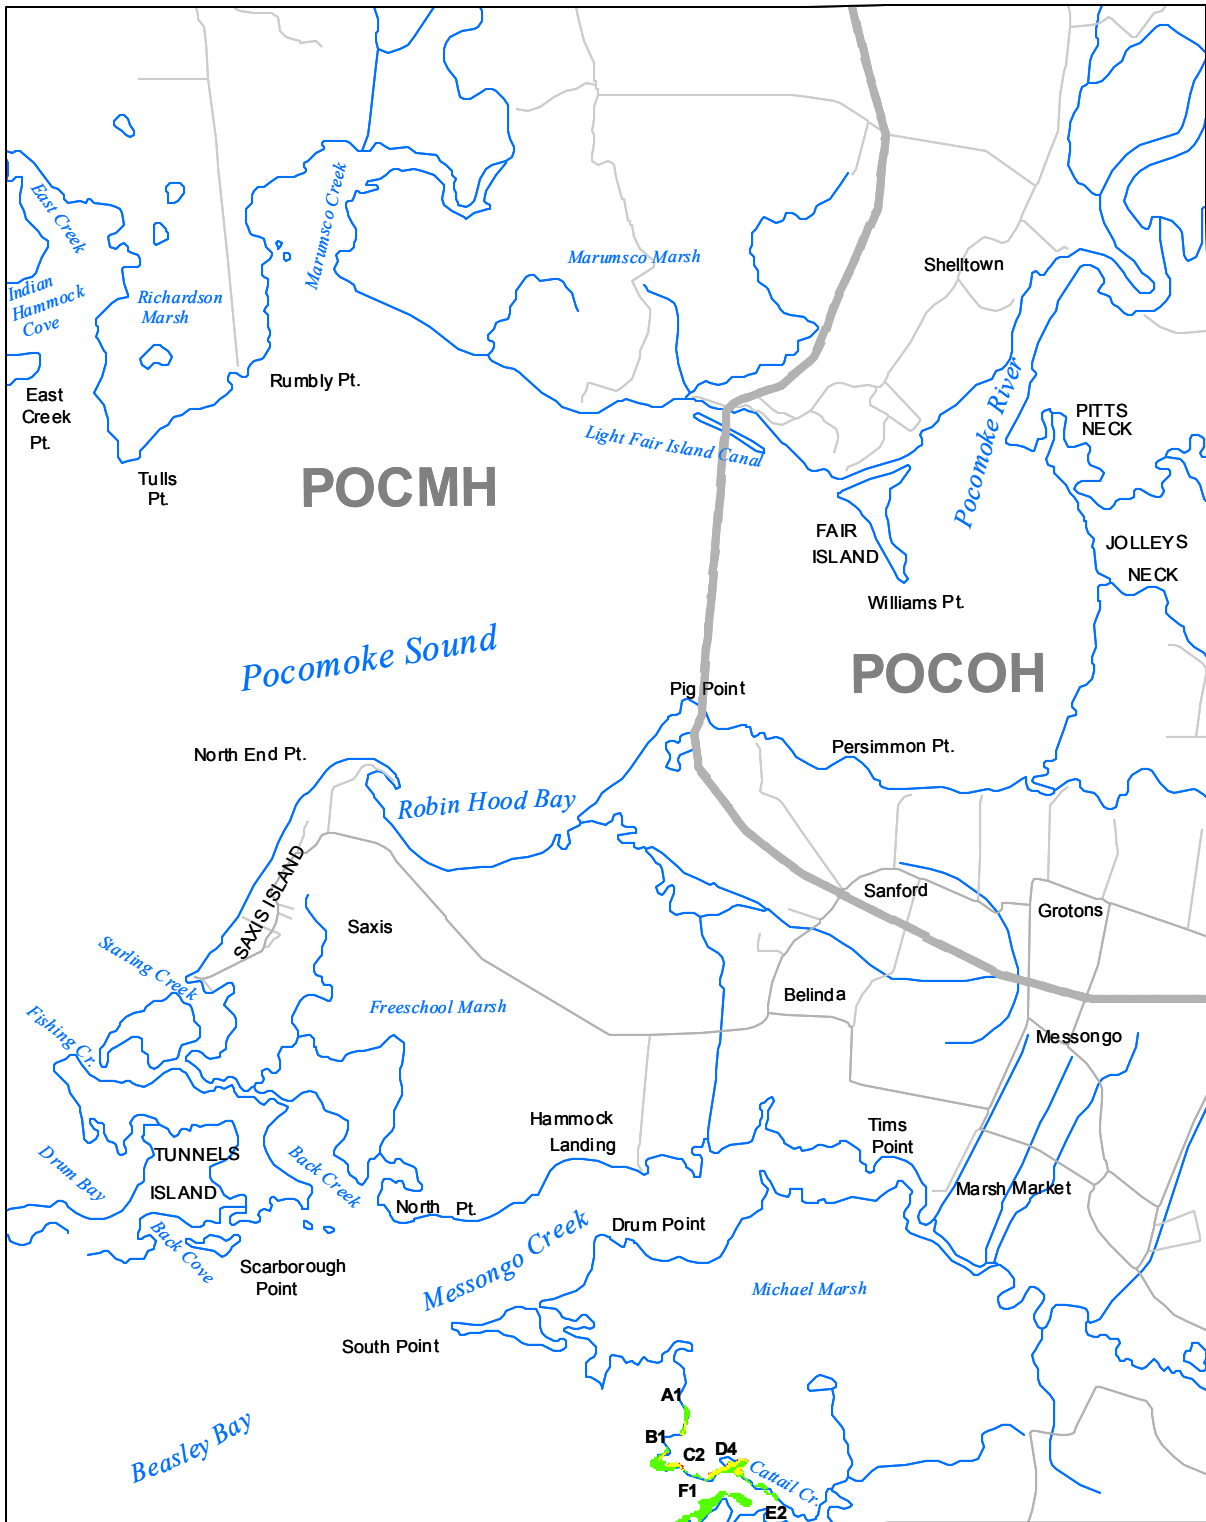 East Creek
Marumsco Creek
Marumsco Marsh
Shelltown
Indian
Hammock
Cove
Richardson
Marsh
Rumbly Pt.
East
Creek
Pt.
Pocomoke River
PITTS
NECK
Light Fair Island Canal
Tulls
Pt.
POCMH
FAIR
ISLAND
JOLLEYS
NECK
Williams Pt.
Pocomoke Sound
POCOH
Pig Point
North End Pt.
Persimmon Pt.
Robin Hood Bay
SAXIS ISLAND
Sanford
Grotons
Saxis
Starling Creek
Belinda
Freeschool Marsh
Fishing Cr.
Messongo
Hammock
Landing
Tims
Point
TUNNELS
ISLAND
Drum Bay
Back Creek
Marsh Market
North Pt.
Drum Point
Back Cove
Messongo Creek
Scarborough
Point
Michael Marsh
South Point
A1
Beasley Bay
B1
C2
D4
Cattail Cr.
F1
E2